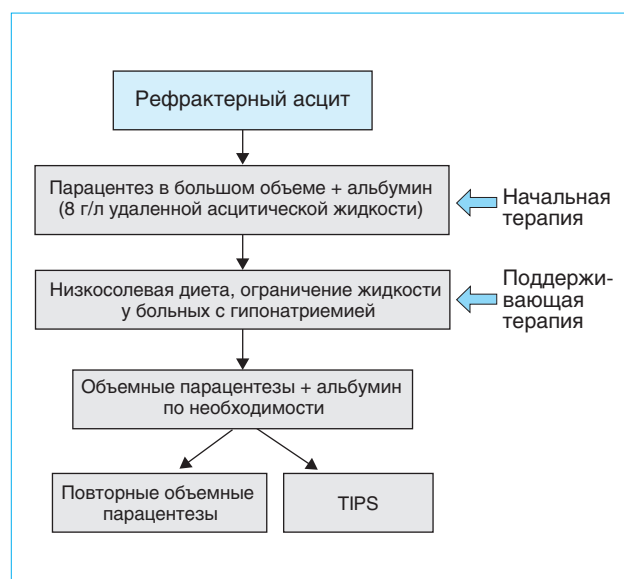 Рефрактерный асцит
Парацентез в большом объеме + альбумин
(8 г/л удаленной асцитической жидкости)
Начальная
терапия
Низкосолевая диета, ограничение жидкости
у больных с гипонатриемией
Поддержи-
вающая
терапия
Объемные парацентезы + альбумин
по необходимости
Повторные объемные
парацентезы
TIPS